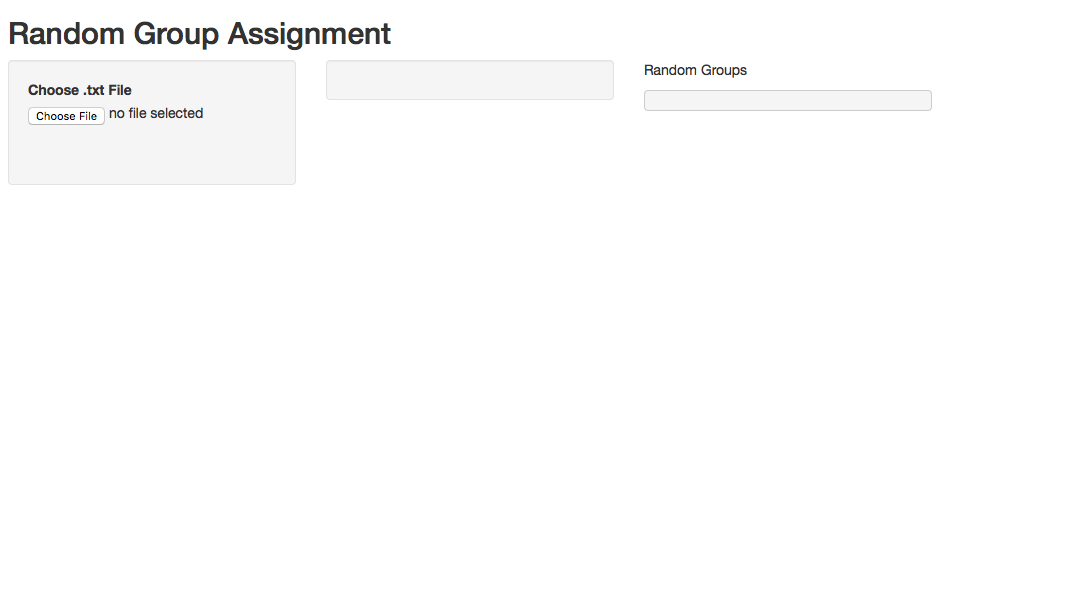 Random Group Assignment
Choose .txt File
Choose File no file selected
Random Groups